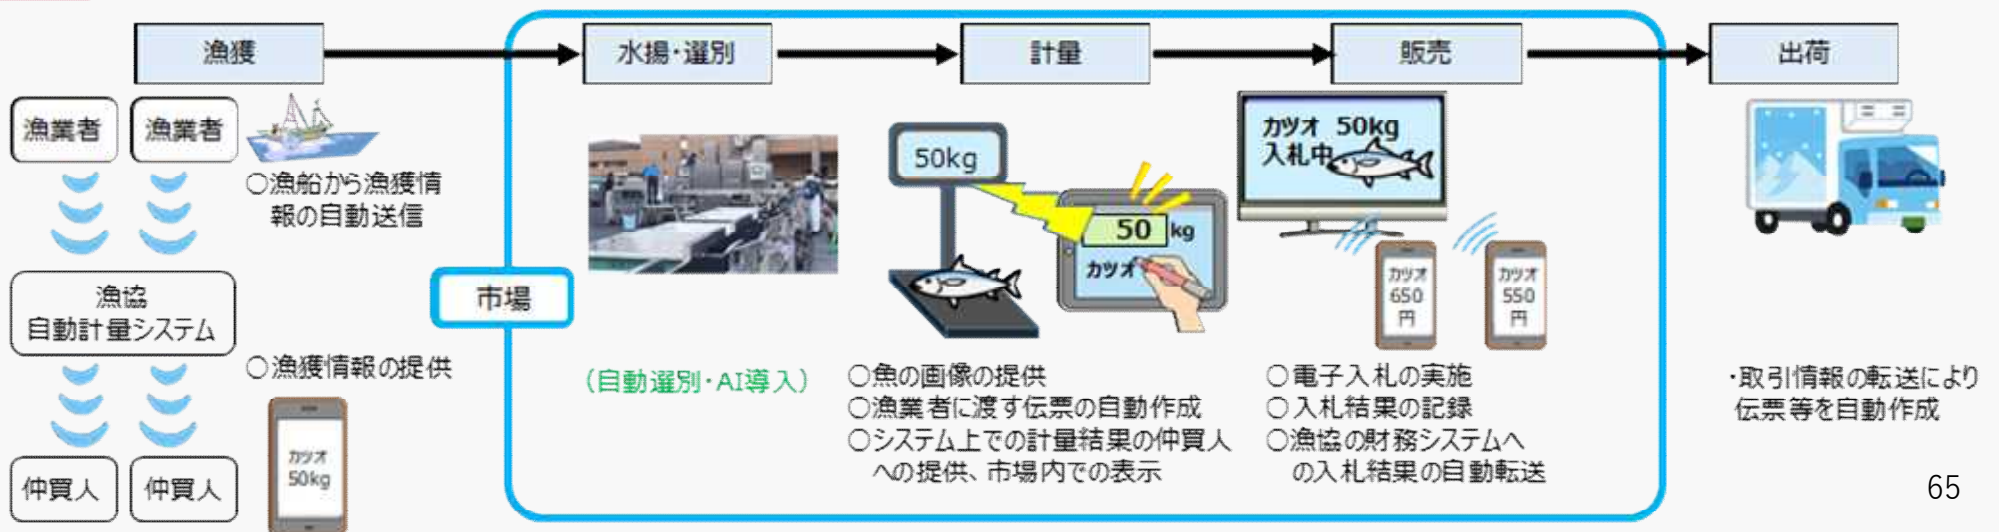 漁獲
水揚・選別
計量
販売
出荷
漁業者
漁業者
○漁船から漁獲情
報の自動送信
漁協
自動計量システム
○漁獲情報の提供
仲買人
仲買人
カツオ
50kg
市場
(自動選別・AI導入)
50kg
50 kg
カツオ
○魚の画像の提供
○漁業者に渡す伝票の自動作成
○システム上での計量結果の仲買人
への提供、市場内での表示
カツオ 50kg
入札中
カツオ
650
円
カツオ
550
円
○電子入札の実施
○入札結果の記録
○漁協の財務システムへ
の入札結果の自動転送
・取引情報の転送により
伝票等を自動作成
65